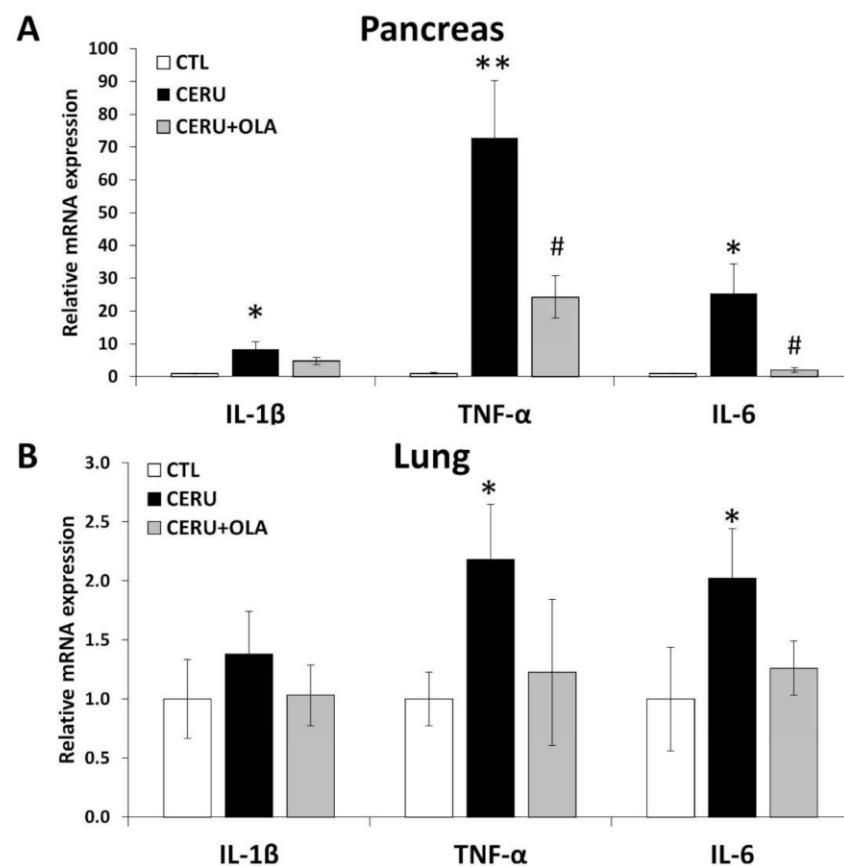 A Pancreas
Relative mRNA expression
100
90
80
70
60
50
40
30
20
10
0
CTL
CERU
CERU+OLA
*
**
#
*
#
IL-1β TNF-α IL-6
B Lung
Relative mRNA expression
3.0
2.5
2.0
1.5
1.0
0.5
0.0
CTL
CERU
CERU+OLA
*
*
IL-1β TNF-α IL-6